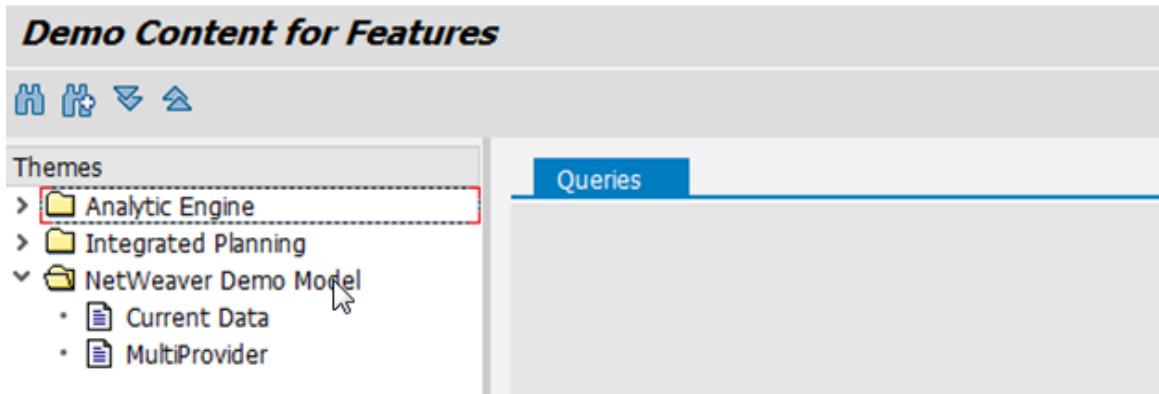 Demo Content for Features
Themes
Analytic Engine
Integrated Planning
NetWeaver Demo Model
Current Data
MultiProvider
Queries